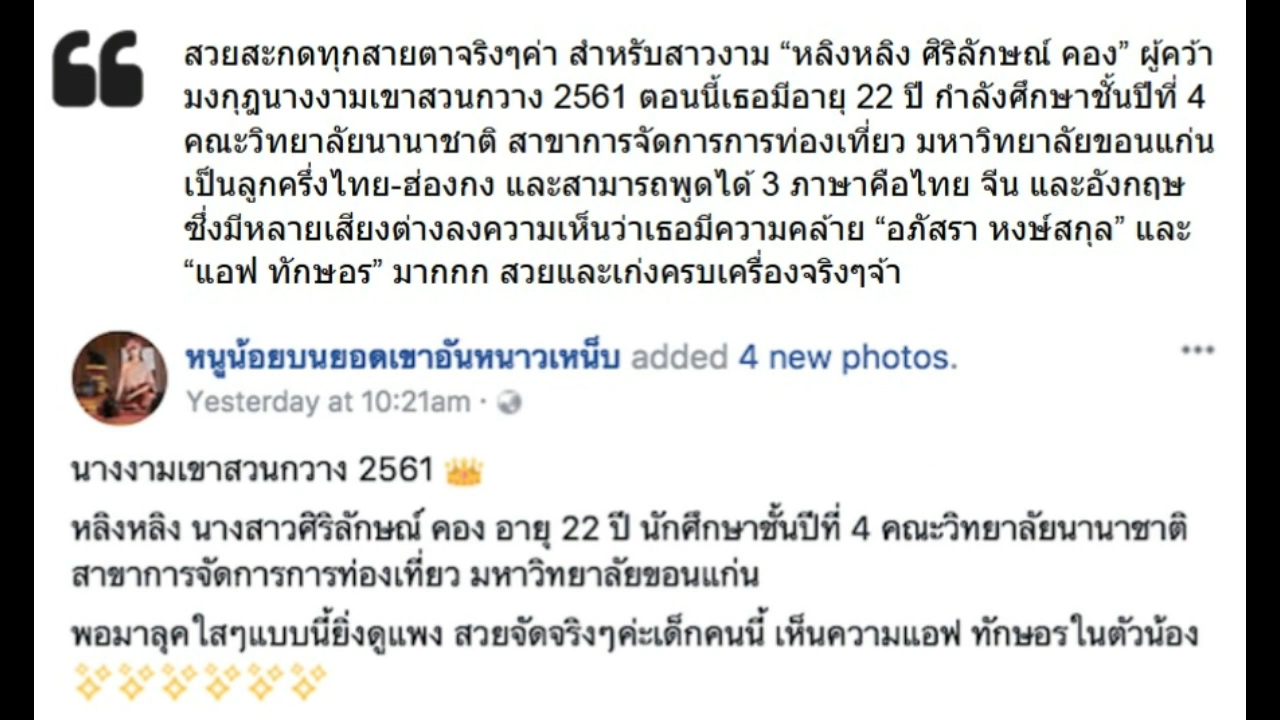 สวยสะกดทุกสายตาจริงๆค่า สำหรับสาวงาม “หลิงหลิง ศิริลักษณ์ คอง” ผู้คว้า
มงกุฎนางงามเขาสวนกวาง 2561 ตอนนี้เธอมีอายุ 22 ปี กำลังศึกษาชั้นปีที่ 4
คณะวิทยาลัยนานาชาติ สาขาการจัดการการท่องเที่ยว มหาวิทยาลัยขอนแก่น
เป็นลูกครึ่งไทย-ฮ่องกง และสามารถพูดได้ 3 ภาษาคือไทย จีน และอังกฤษ
ซึ่งมีหลายเสียงต่างลงความเห็นว่าเธอมีความคล้าย “อภัสรา หงษ์สกุล” และ
“แอฟ ทักษอร” มากกก สวยและเก่งครบเครื่องจริงๆจ้า
หนูน้อยบนยอดเขาอันหนาวเหน็บ added 4 new photos.
Yesterday at 10:21am ·
นางงามเขาสวนกวาง 2561 👑
หลิงหลิง นางสาวศิริลักษณ์ คอง อายุ 22 ปี นักศึกษาชั้นปีที่ 4 คณะวิทยาลัยนานาชาติ
สาขาการจัดการการท่องเที่ยว มหาวิทยาลัยขอนแก่น
พอมาลุคใสๆแบบนี้ยิ่งดูแพง สวยจัดจริงๆค่ะเด็กคนนี้ เห็นความแอฟ ทักษอรในตัวน้อง
✨✨✨✨✨✨